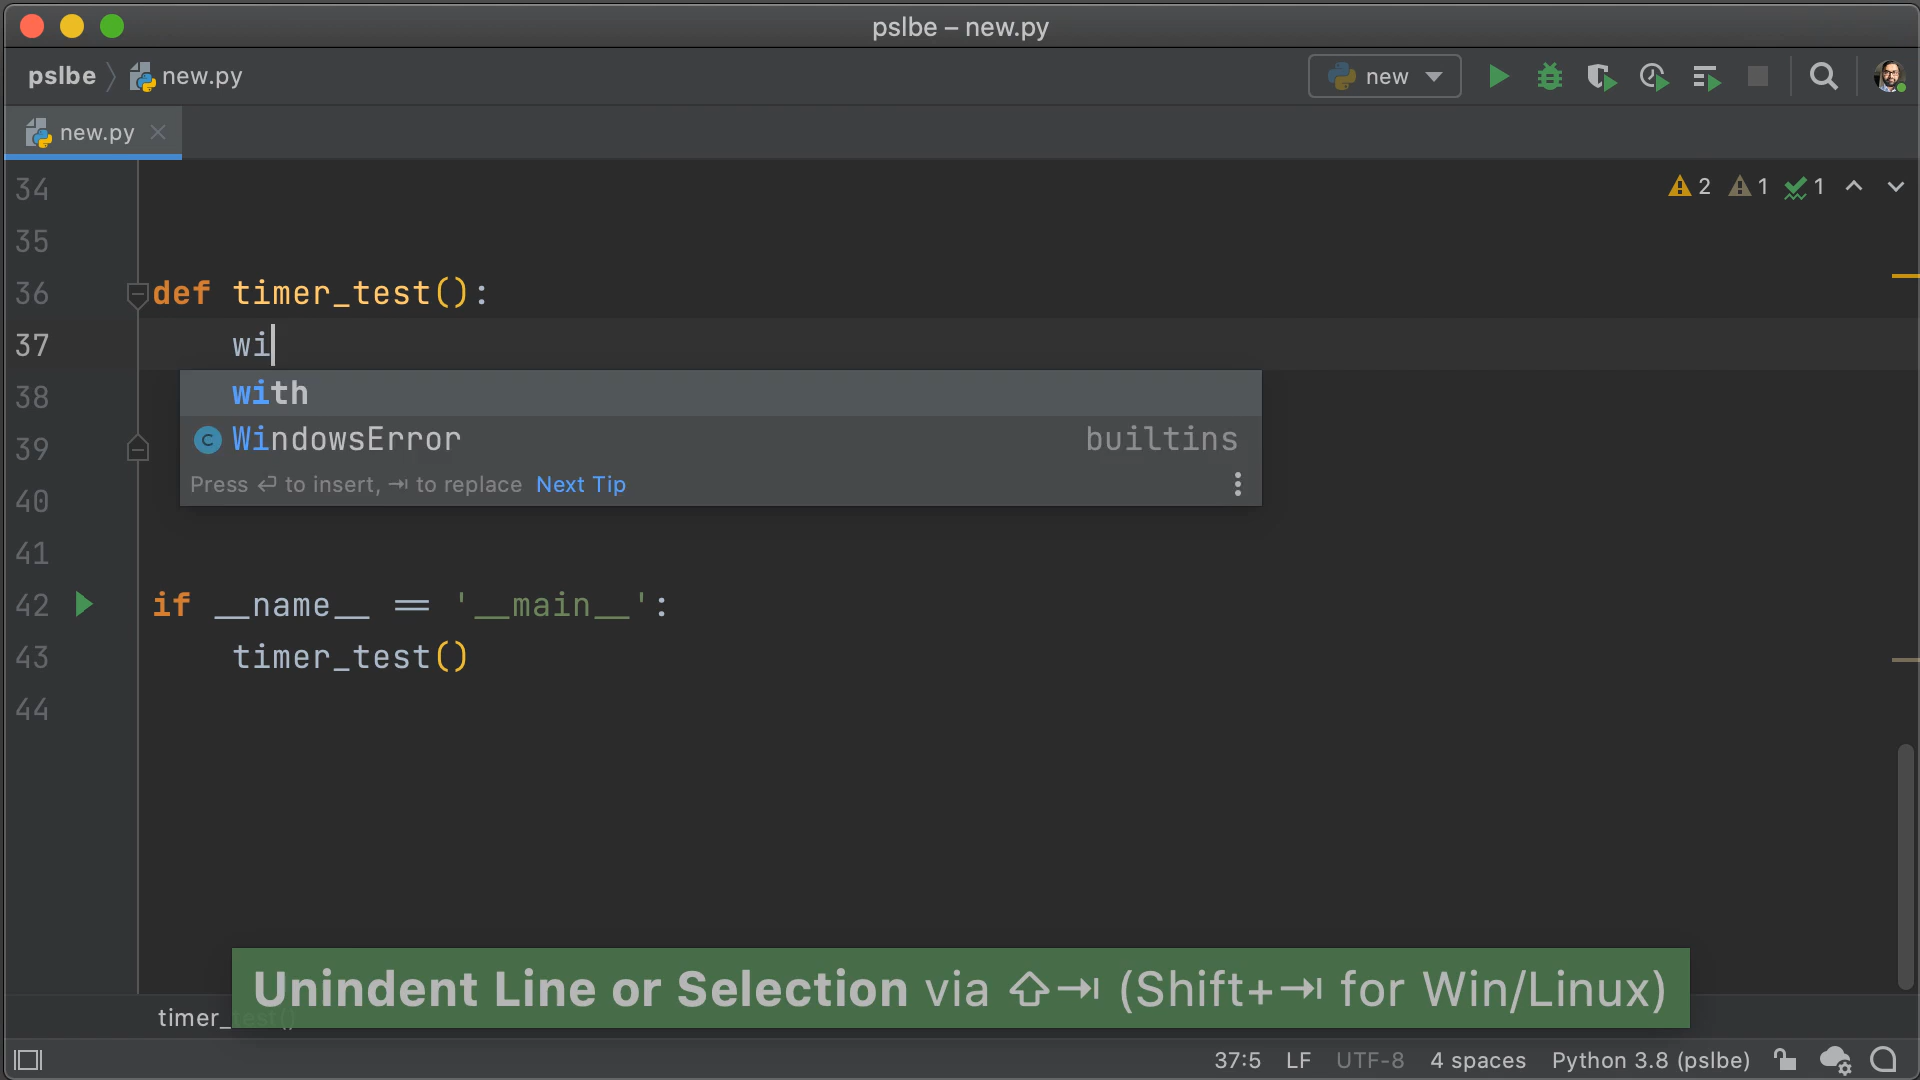 pslbe – new.py
pslbe new.py
new
new.py
2 1 1
34
35
36 def timer_test():
37 wi
with
WindowsError builtins
Press ⏎ to insert, ⇥ to replace Next Tip
38
39
40
41
42 if __name__ == '__main__':
43 timer_test()
44
Unindent Line or Selection via ⇧⇥ (Shift+⇥ for Win/Linux)
timer_test()
37:5 LF UTF-8 4 spaces Python 3.8 (pslbe)